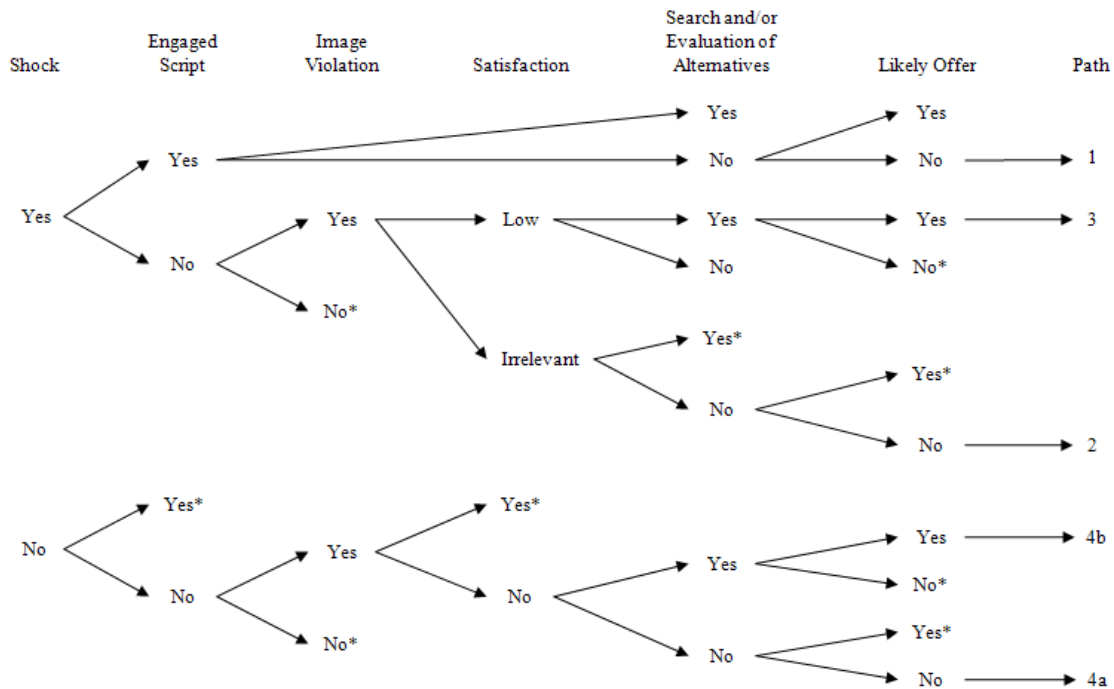 Shock
Engaged
Script
Image
Violation
Satisfaction
Search and/or
Evaluation of
Alternatives
Likely Offer
Path
Yes
Yes
Yes
No
No
1
Yes
Yes
Low
Yes
Yes
3
No
No
No*
No*
Yes*
Irrelevant
Yes*
No
No
2
Yes*
Yes*
No
Yes
Yes
Yes
4b
No
No
No*
No*
Yes*
No
No
4a